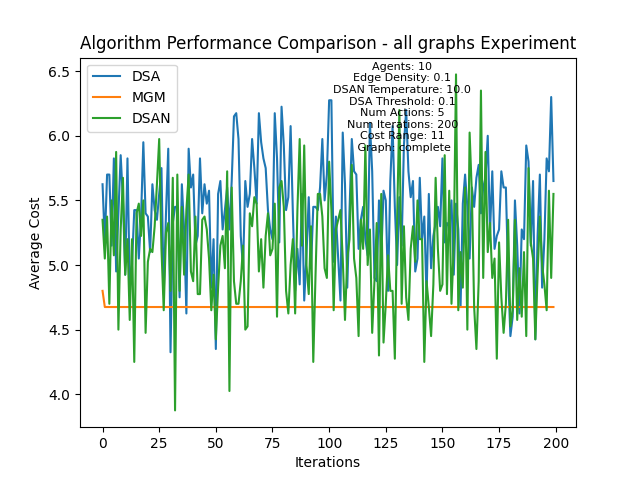 Algorithm Performance Comparison - all graphs Experiment
DSA
MGM
DSAN
Agents: 10
Edge Density: 0.1
DSAN Temperature: 10.0
DSA Threshold: 0.1
Num Actions: 5
Num Iterations: 200
Cost Range: 11
Graph: complete
Average Cost
6.5
6.0
5.5
5.0
4.5
4.0
0 25 50 75 100 125 150 175 200
Iterations